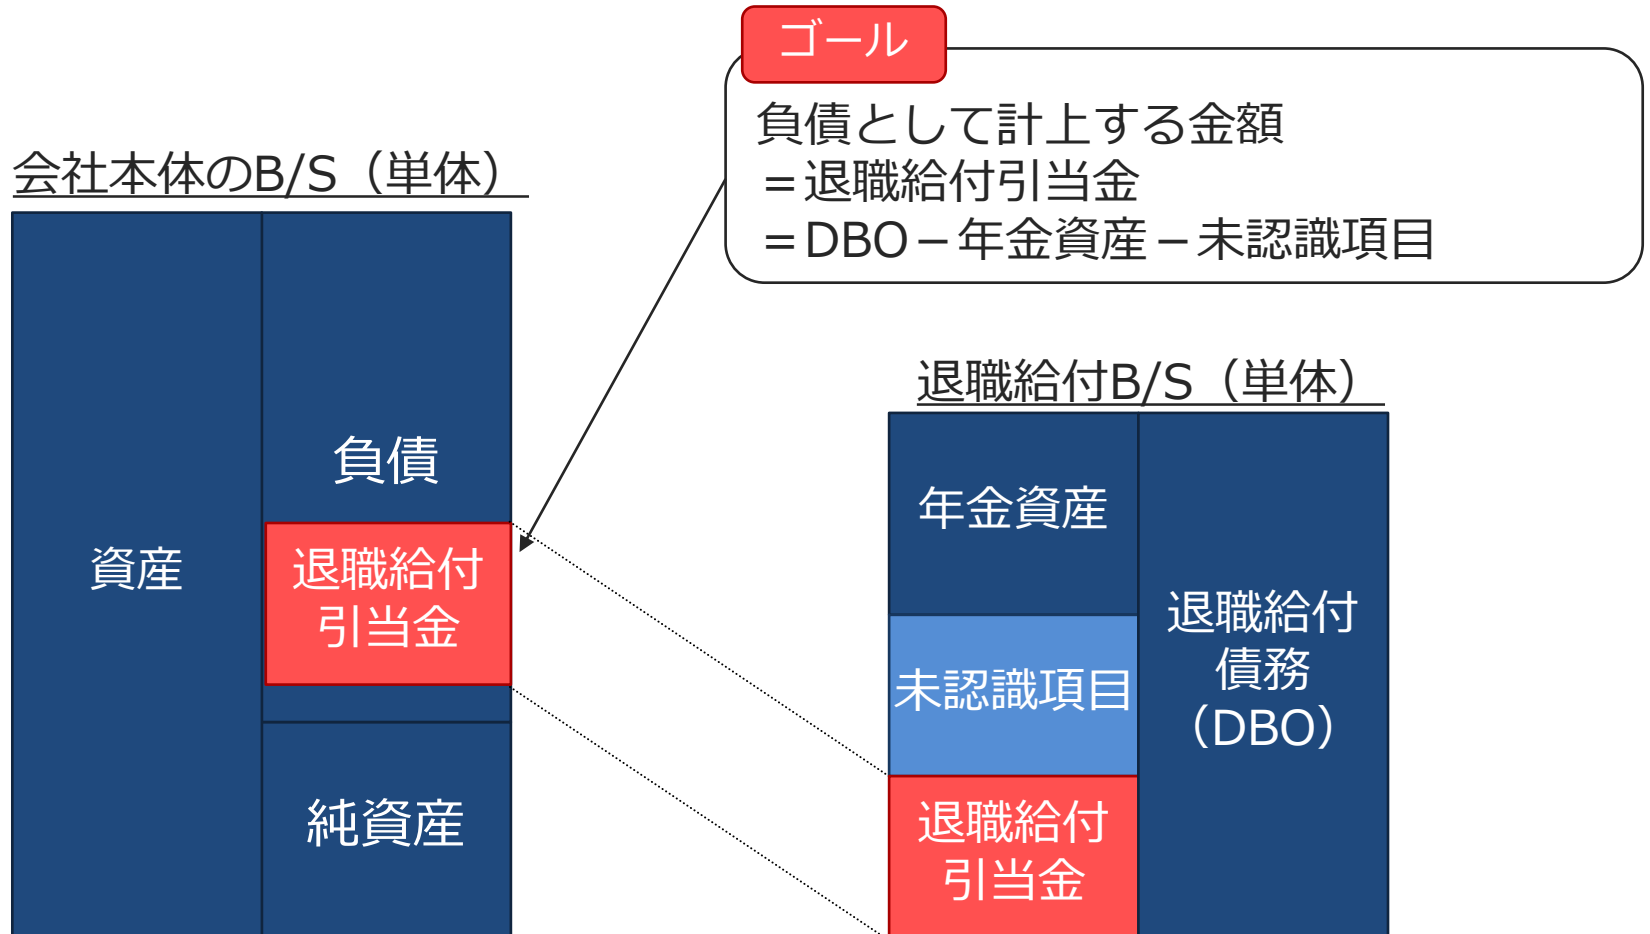 ゴール
負債として計上する金額
＝退職給付引当金
＝DBO－年金資産－未認識項目
会社本体のB/S（単体）
資産
負債
退職給付
引当金
純資産
退職給付B/S（単体）
年金資産
未認識項目
退職給付
引当金
退職給付
債務
（DBO）